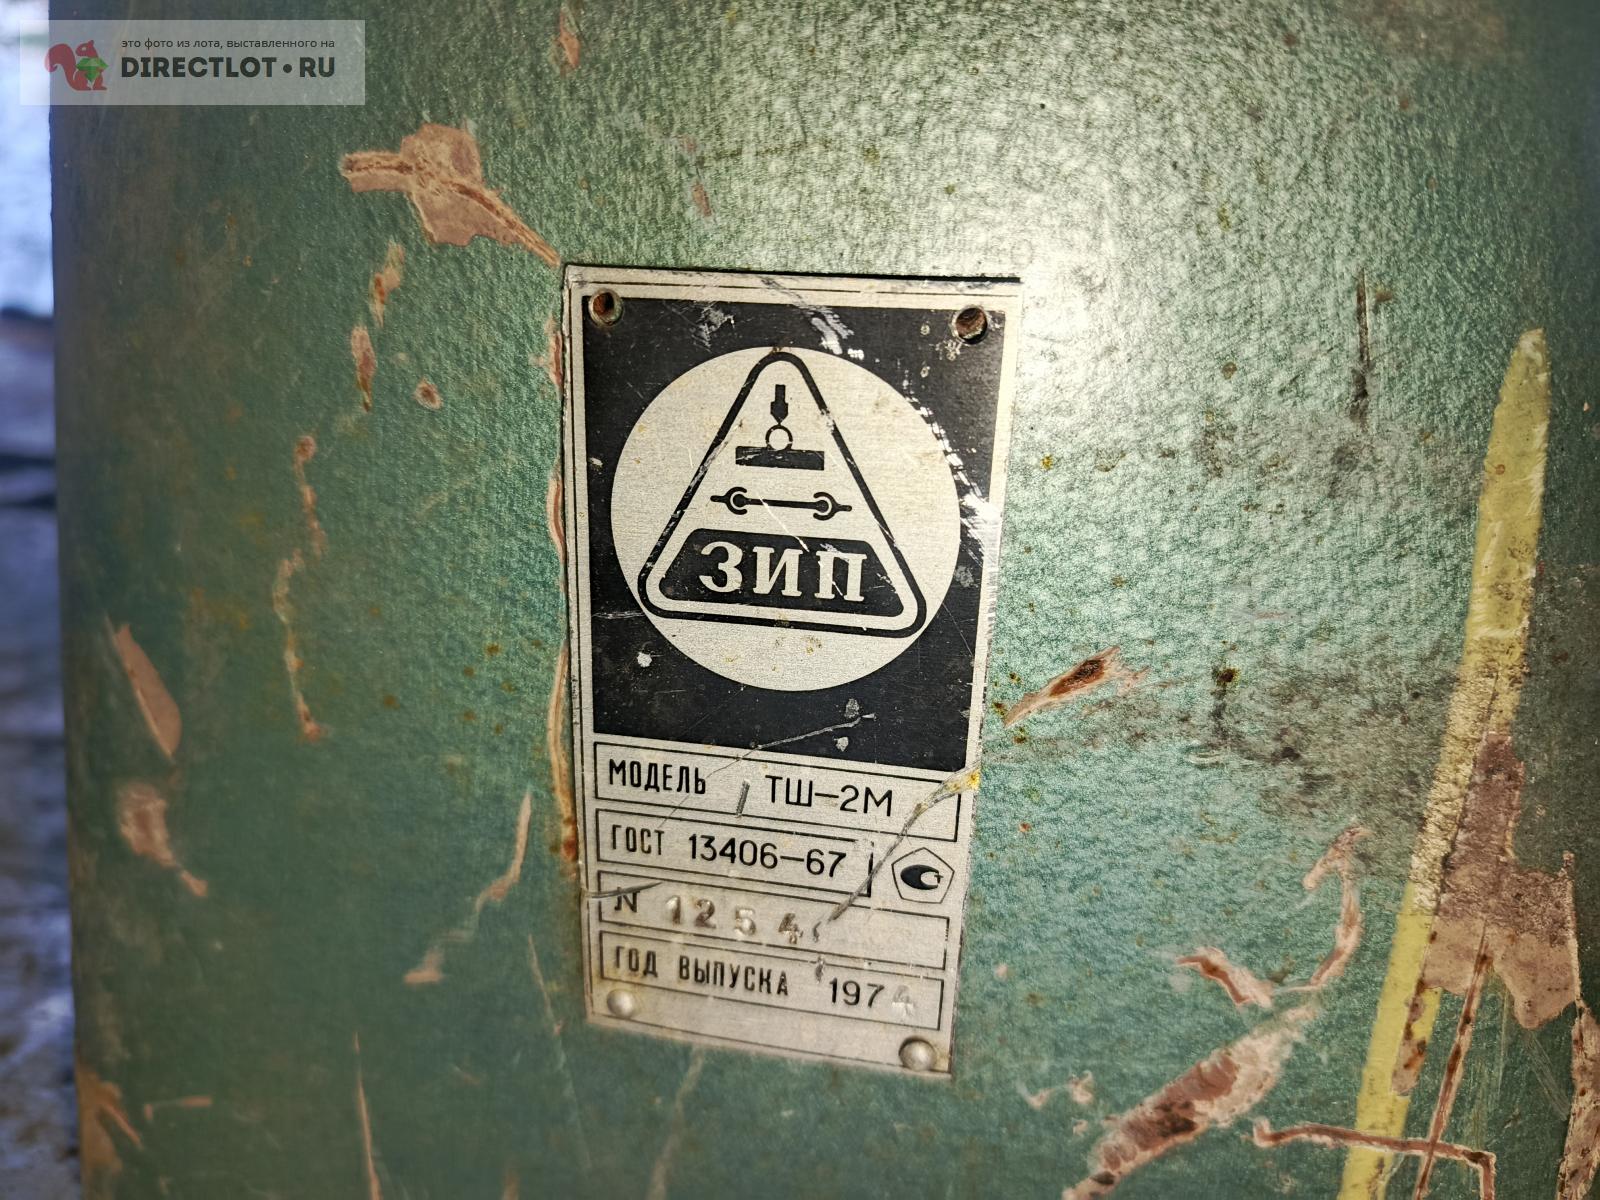 это фото из лота, выставленного на
DIRECTLOT•RU
ЗИП
МОДЕЛЬ ТШ-2М
ГОСТ 13406-67
N 1254
ГОД ВЫПУСКА 1974